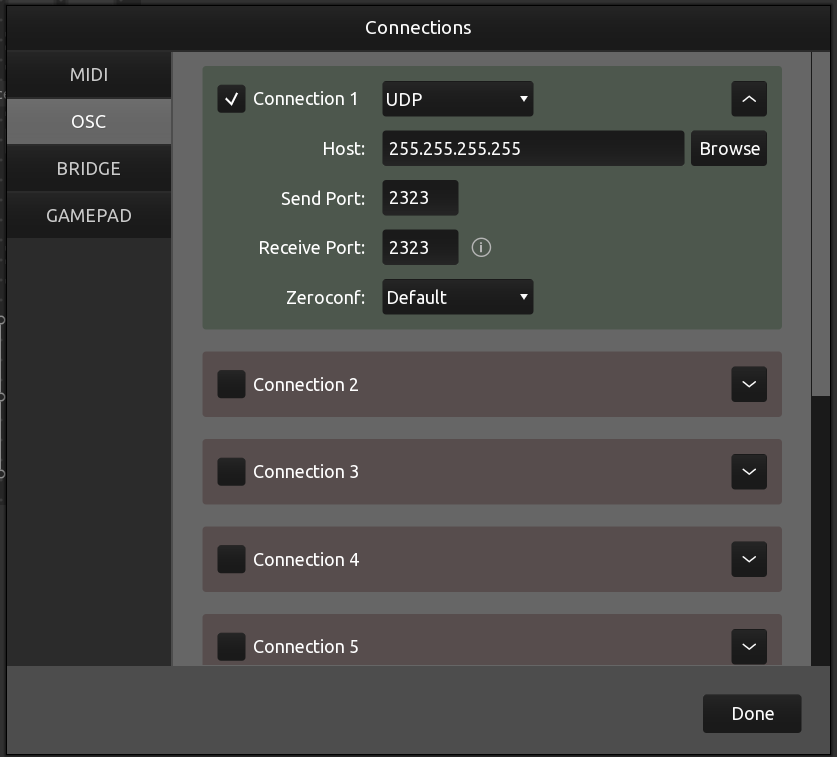 Connections
MIDI
OSC
BRIDGE
GAMEPAD
Connection 1 UDP
Host: 255.255.255.255 Browse
Send Port: 2323
Receive Port: 2323
Zeroconf: Default
Connection 2
Connection 3
Connection 4
Connection 5
Done